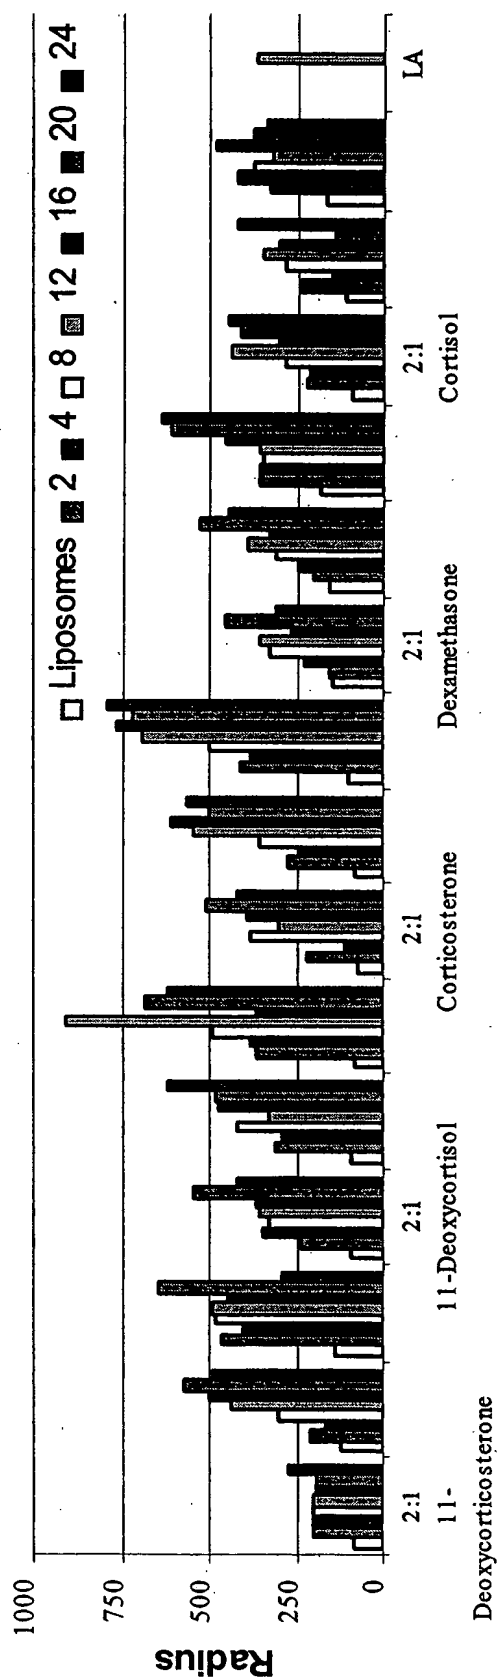 Liposomes 2 4 8 12 16 20 24
Radius
1000
750
500
250
0
2:1 2:1 2:1 2:1 2:1 LA
11-Deoxycorticosterone 11-Deoxycortisol Corticosterone Dexamethasone Cortisol